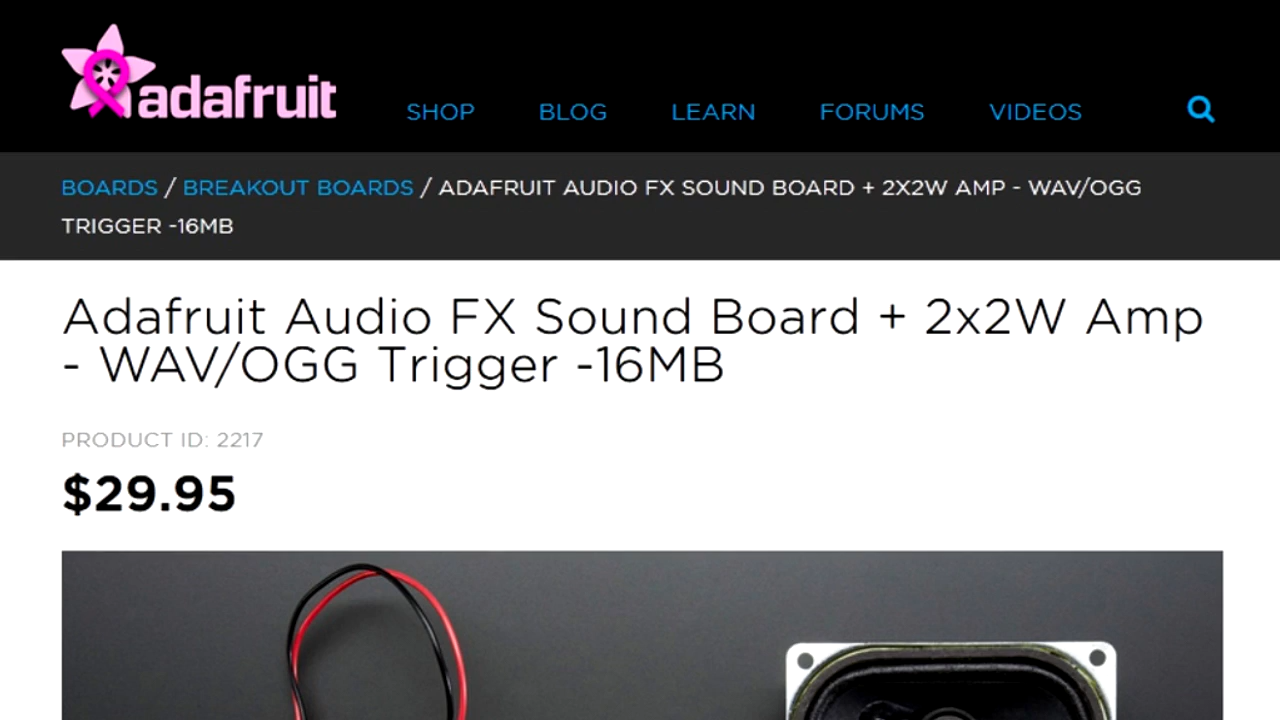 adafruit
SHOP BLOG LEARN FORUMS VIDEOS
BOARDS / BREAKOUT BOARDS / ADAFRUIT AUDIO FX SOUND BOARD + 2X2W AMP - WAV/OGG
TRIGGER -16MB
Adafruit Audio FX Sound Board + 2x2W Amp
- WAV/OGG Trigger -16MB
PRODUCT ID: 2217
$29.95